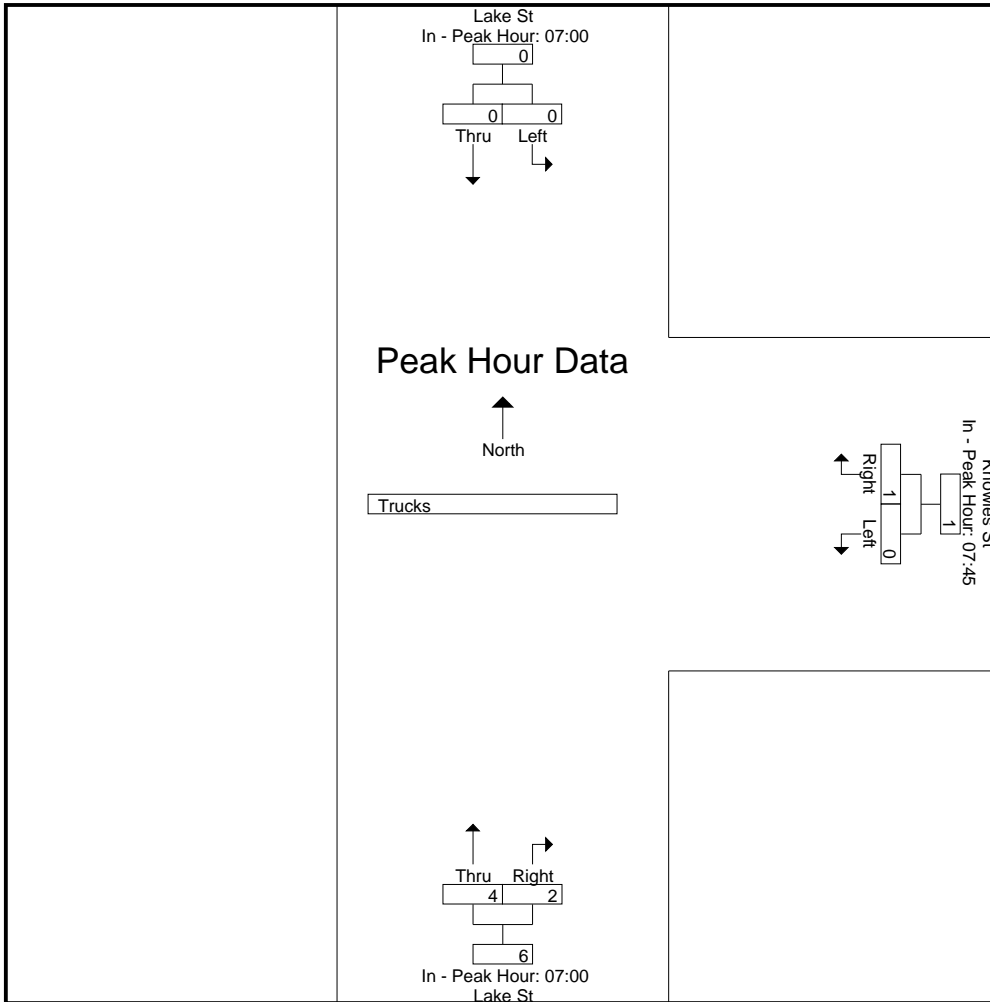 Lake St
In - Peak Hour: 07:00
0
0 0
Thru Left
Peak Hour Data
North
Trucks
Knowles St
In - Peak Hour: 07:45
1
1 0
Right Left
Thru Right
4 2
6
In - Peak Hour: 07:00
Lake St